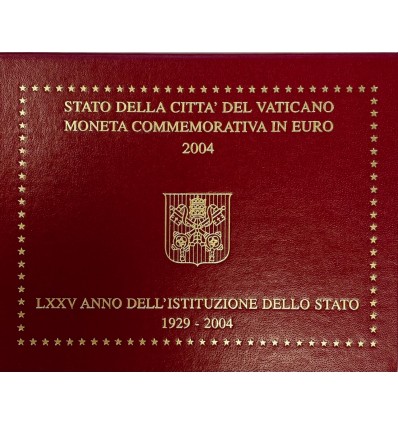 STATO DELLA CITTA' DEL VATICANO
MONETA COMMEMORATIVA IN EURO
2004
LXXV ANNO DELL'ISTITUZIONE DELLO STATO
1929 - 2004